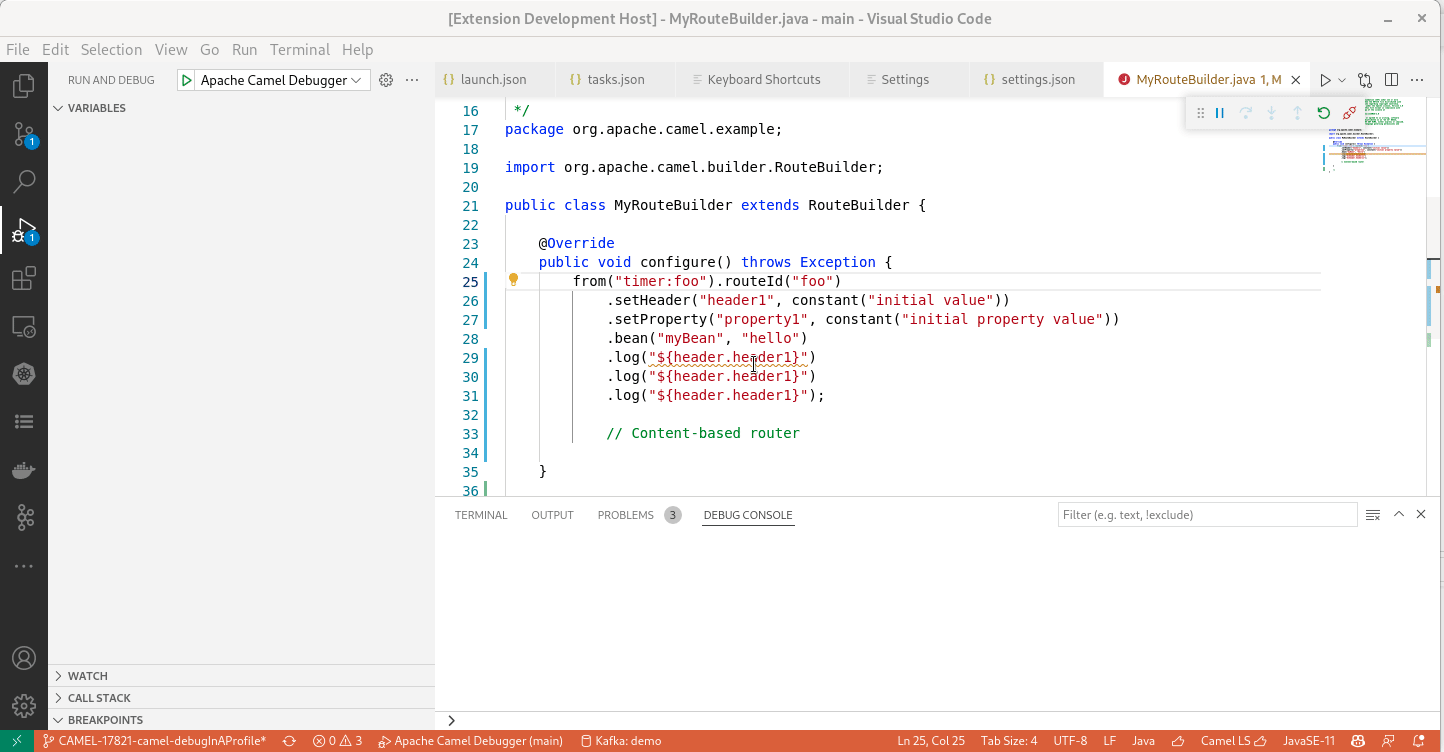 [Extension Development Host] - MyRouteBuilder.java - main - Visual Studio Code
File Edit Selection View Go Run Terminal Help
RUN AND DEBUG Apache Camel Debugger
launch.json tasks.json Keyboard Shortcuts Settings settings.json MyRouteBuilder.java 1, M
VARIABLES
16 */
17 package org.apache.camel.example;
18
19 import org.apache.camel.builder.RouteBuilder;
20
21 public class MyRouteBuilder extends RouteBuilder {
22
23 @Override
24 public void configure() throws Exception {
25 from("timer:foo").routeId("foo")
26 .setHeader("header1", constant("initial value"))
27 .setProperty("property1", constant("initial property value"))
28 .bean("myBean", "hello")
29 .log("${header.header1}")
30 .log("${header.header1}")
31 .log("${header.header1}");
32
33 // Content-based router
34
35 }
36
1
1
TERMINAL OUTPUT PROBLEMS 3 DEBUG CONSOLE
Filter (e.g. text, !exclude)
WATCH
CALL STACK
BREAKPOINTS
CAMEL-17821-camel-debugInAProfile* 0 3 Apache Camel Debugger (main) Kafka: demo Ln 25, Col 25 Tab Size: 4 UTF-8 LF Java Camel LS JavaSE-11